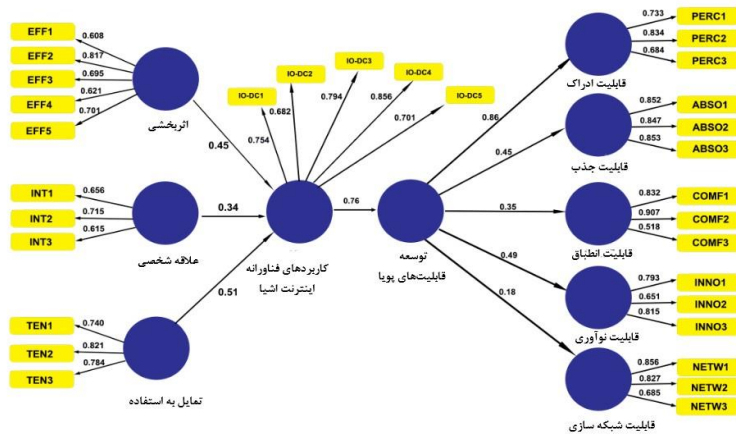 EFF1
0.608
EFF2
0.817
EFF3
0.695
EFF4
0.621
EFF5
0.701
اثربخشی
INT1
0.656
INT2
0.715
INT3
0.615
علاقه شخصی
TEN1
0.740
TEN2
0.821
TEN3
0.784
تمایل به استفاده
0.45
0.34
0.51
IO-DC1
0.754
IO-DC2
0.682
IO-DC3
0.794
IO-DC4
0.856
IO-DC5
0.701
کاربردهای فناورانه
اینترنت اشیا
0.76
توسعه
قابلیت‌های پویا
0.86
0.45
0.35
0.49
0.18
قابلیت ادراک
PERC1
0.733
PERC2
0.834
PERC3
0.684
قابلیت جذب
ABSO1
0.852
ABSO2
0.847
ABSO3
0.853
قابلیت انطباق
COMF1
0.832
COMF2
0.907
COMF3
0.518
قابلیت نوآوری
INNO1
0.793
INNO2
0.651
INNO3
0.815
قابلیت شبکه سازی
NETW1
0.856
NETW2
0.827
NETW3
0.685